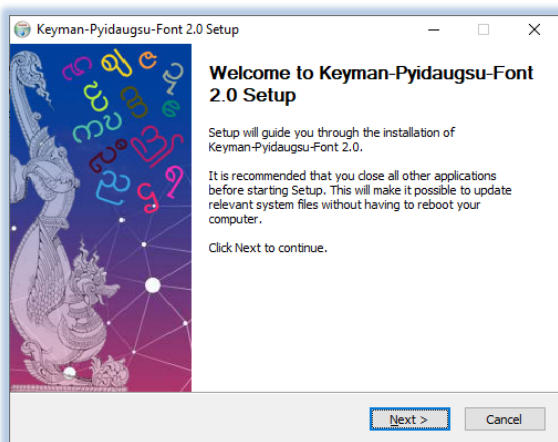 Keyman-Pyidaugsu-Font 2.0 Setup
Welcome to Keyman-Pyidaugsu-Font
2.0 Setup
Setup will guide you through the installation of
Keyman-Pyidaugsu-Font 2.0.
It is recommended that you close all other applications
before starting Setup. This will make it possible to update
relevant system files without having to reboot your
computer.
Click Next to continue.
Next >
Cancel